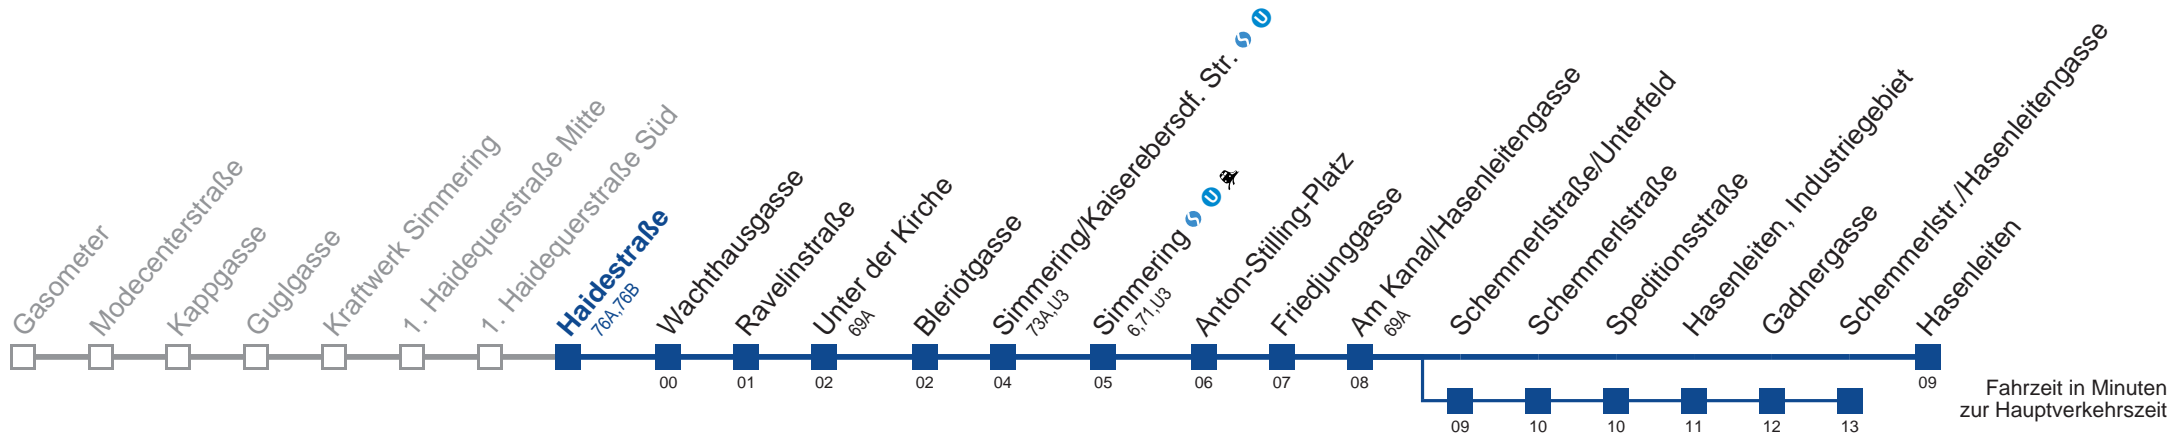 Gasometer
Modecenterstraße
Kappgasse
Guglgasse
Kraftwerk Simmering
1. Haidequerstraße Mitte
1. Haidequerstraße Süd
Haidestraße
76A,76B
Wachthausgasse
Ravelinstraße
Unter der Kirche
69A
Bleriotgasse
Simmering/Kaiserebersdf. Str. S U
73A,U3
Simmering S U
6,71,U3
Anton-Stilling-Platz
Friedjunggasse
Am Kanal/Hasenleitengasse
69A
Schemmerlstraße/Unterfeld
Schemmerlstraße
Speditionsstraße
Hasenleiten, Industriegebiet
Gadnergasse
Schemmerlstr./Hasenleitengasse
Hasenleiten
00 01 02 02 04 05 06 07 08 09
09 10 10 11 12 13
Fahrzeit in Minuten
zur Hauptverkehrszeit